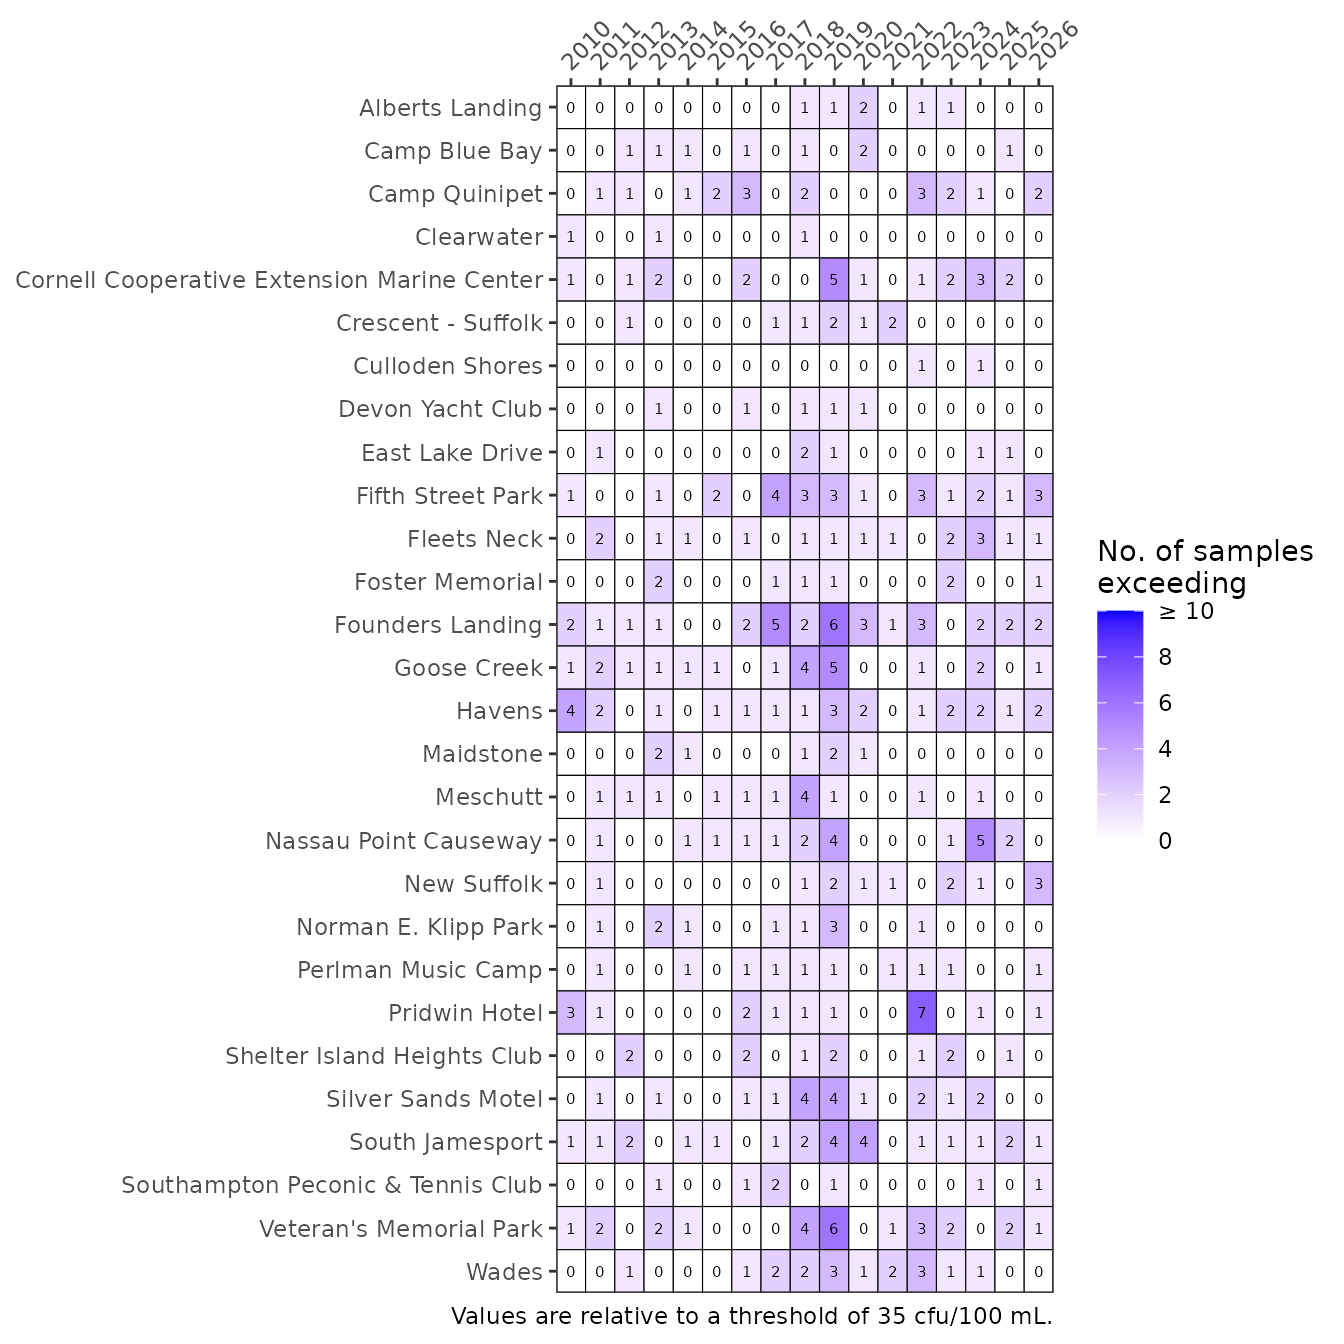 2010 2011 2012 2013 2014 2015 2016 2017 2018 2019 2020 2021 2022 2023 2024 2025 2026
Alberts Landing 0 0 0 0 0 0 0 0 1 1 2 0 1 1 0 0 0
Camp Blue Bay 0 0 1 1 1 0 1 0 1 0 2 0 0 0 0 1 0
Camp Quinipet 0 1 1 0 1 2 3 0 2 0 0 0 3 2 1 0 2
Clearwater 1 0 0 1 0 0 0 0 1 0 0 0 0 0 0 0 0
Cornell Cooperative Extension Marine Center 1 0 1 2 0 0 2 0 0 5 1 0 1 2 3 2 0
Crescent - Suffolk 0 0 1 0 0 0 0 1 1 2 1 2 0 0 0 0 0
Culloden Shores 0 0 0 0 0 0 0 0 0 0 0 0 1 0 1 0 0
Devon Yacht Club 0 0 0 1 0 0 1 0 1 1 1 0 0 0 0 0 0
East Lake Drive 0 1 0 0 0 0 0 0 2 1 0 0 0 0 1 1 0
Fifth Street Park 1 0 0 1 0 2 0 4 3 3 1 0 3 1 2 1 3
Fleets Neck 0 2 0 1 1 0 1 0 1 1 1 1 0 2 3 1 1
Foster Memorial 0 0 0 2 0 0 0 1 1 1 0 0 0 2 0 0 1
Founders Landing 2 1 1 1 0 0 2 5 2 6 3 1 3 0 2 2 2
Goose Creek 1 2 1 1 1 1 0 1 4 5 0 0 1 0 2 0 1
Havens 4 2 0 1 0 1 1 1 1 3 2 0 1 2 2 1 2
Maidstone 0 0 0 2 1 0 0 0 1 2 1 0 0 0 0 0 0
Meschutt 0 1 1 1 0 1 1 1 4 1 0 0 1 0 1 0 0
Nassau Point Causeway 0 1 0 0 1 1 1 1 2 4 0 0 0 1 5 2 0
New Suffolk 0 1 0 0 0 0 0 0 1 2 1 1 0 2 1 0 3
Norman E. Klipp Park 0 1 0 2 1 0 0 1 1 3 0 0 1 0 0 0 0
Perlman Music Camp 0 1 0 0 1 0 1 1 1 1 0 1 1 1 0 0 1
Pridwin Hotel 3 1 0 0 0 0 2 1 1 1 0 0 7 0 1 0 1
Shelter Island Heights Club 0 0 2 0 0 0 2 0 1 2 0 0 1 2 0 1 0
Silver Sands Motel 0 1 0 1 0 0 1 1 4 4 1 0 2 1 2 0 0
South Jamesport 1 1 2 0 1 1 0 1 2 4 4 0 1 1 1 2 1
Southampton Peconic & Tennis Club 0 0 0 1 0 0 1 2 0 1 0 0 0 0 1 0 1
Veteran's Memorial Park 1 2 0 2 1 0 0 0 4 6 0 1 3 2 0 2 1
Wades 0 0 1 0 0 0 1 2 2 3 1 2 3 1 1 0 0
Values are relative to a threshold of 35 cfu/100 mL.
No. of samples
exceeding
≥ 10
8
6
4
2
0